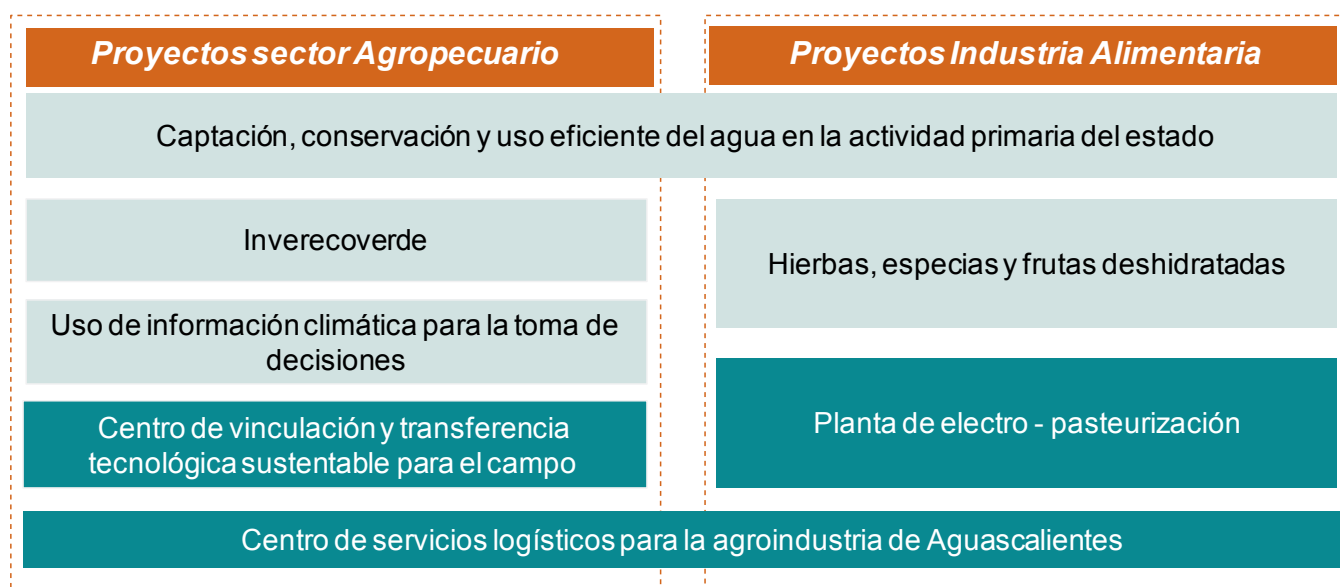 Proyectos sector Agropecuario
Proyectos Industria Alimentaria
Captación, conservación y uso eficiente del agua en la actividad primaria del estado
Inverecoverde
Hierbas, especias y frutas deshidratadas
Uso de información climática para la toma de
decisiones
Centro de vinculación y transferencia
tecnológica sustentable para el campo
Planta de electro - pasteurización
Centro de servicios logísticos para la agroindustria de Aguascalientes